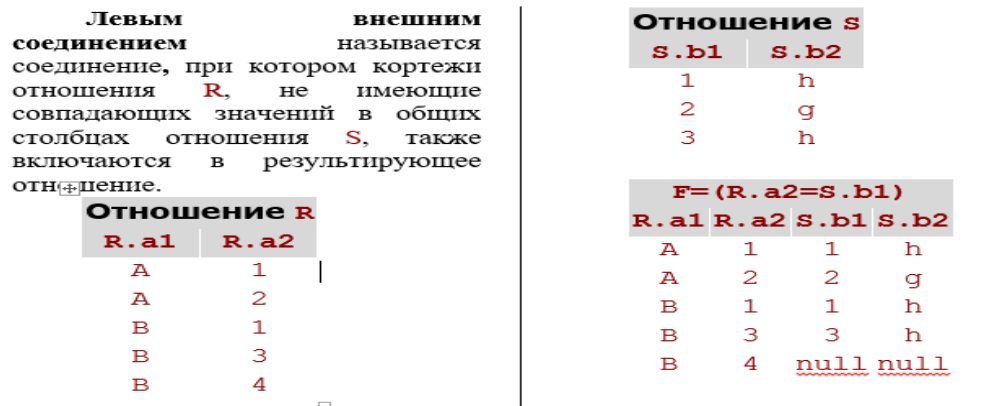 Левым внешним
соединением называется
соединение, при котором кортежи
отношения R, не имеющие
совпадающих значений в общих
столбцах отношения S, также
включаются в результирующее
Отношение R
R.a1 R.a2
A 1
A 2
B 1
B 3
B 4
Отношение S
S.b1 S.b2
1 h
2 g
3 h
F=(R.a2=S.b1)
R.a1 R.a2 S.b1 S.b2
A 1 1 h
A 2 2 g
B 1 1 h
B 3 3 h
B 4 null null